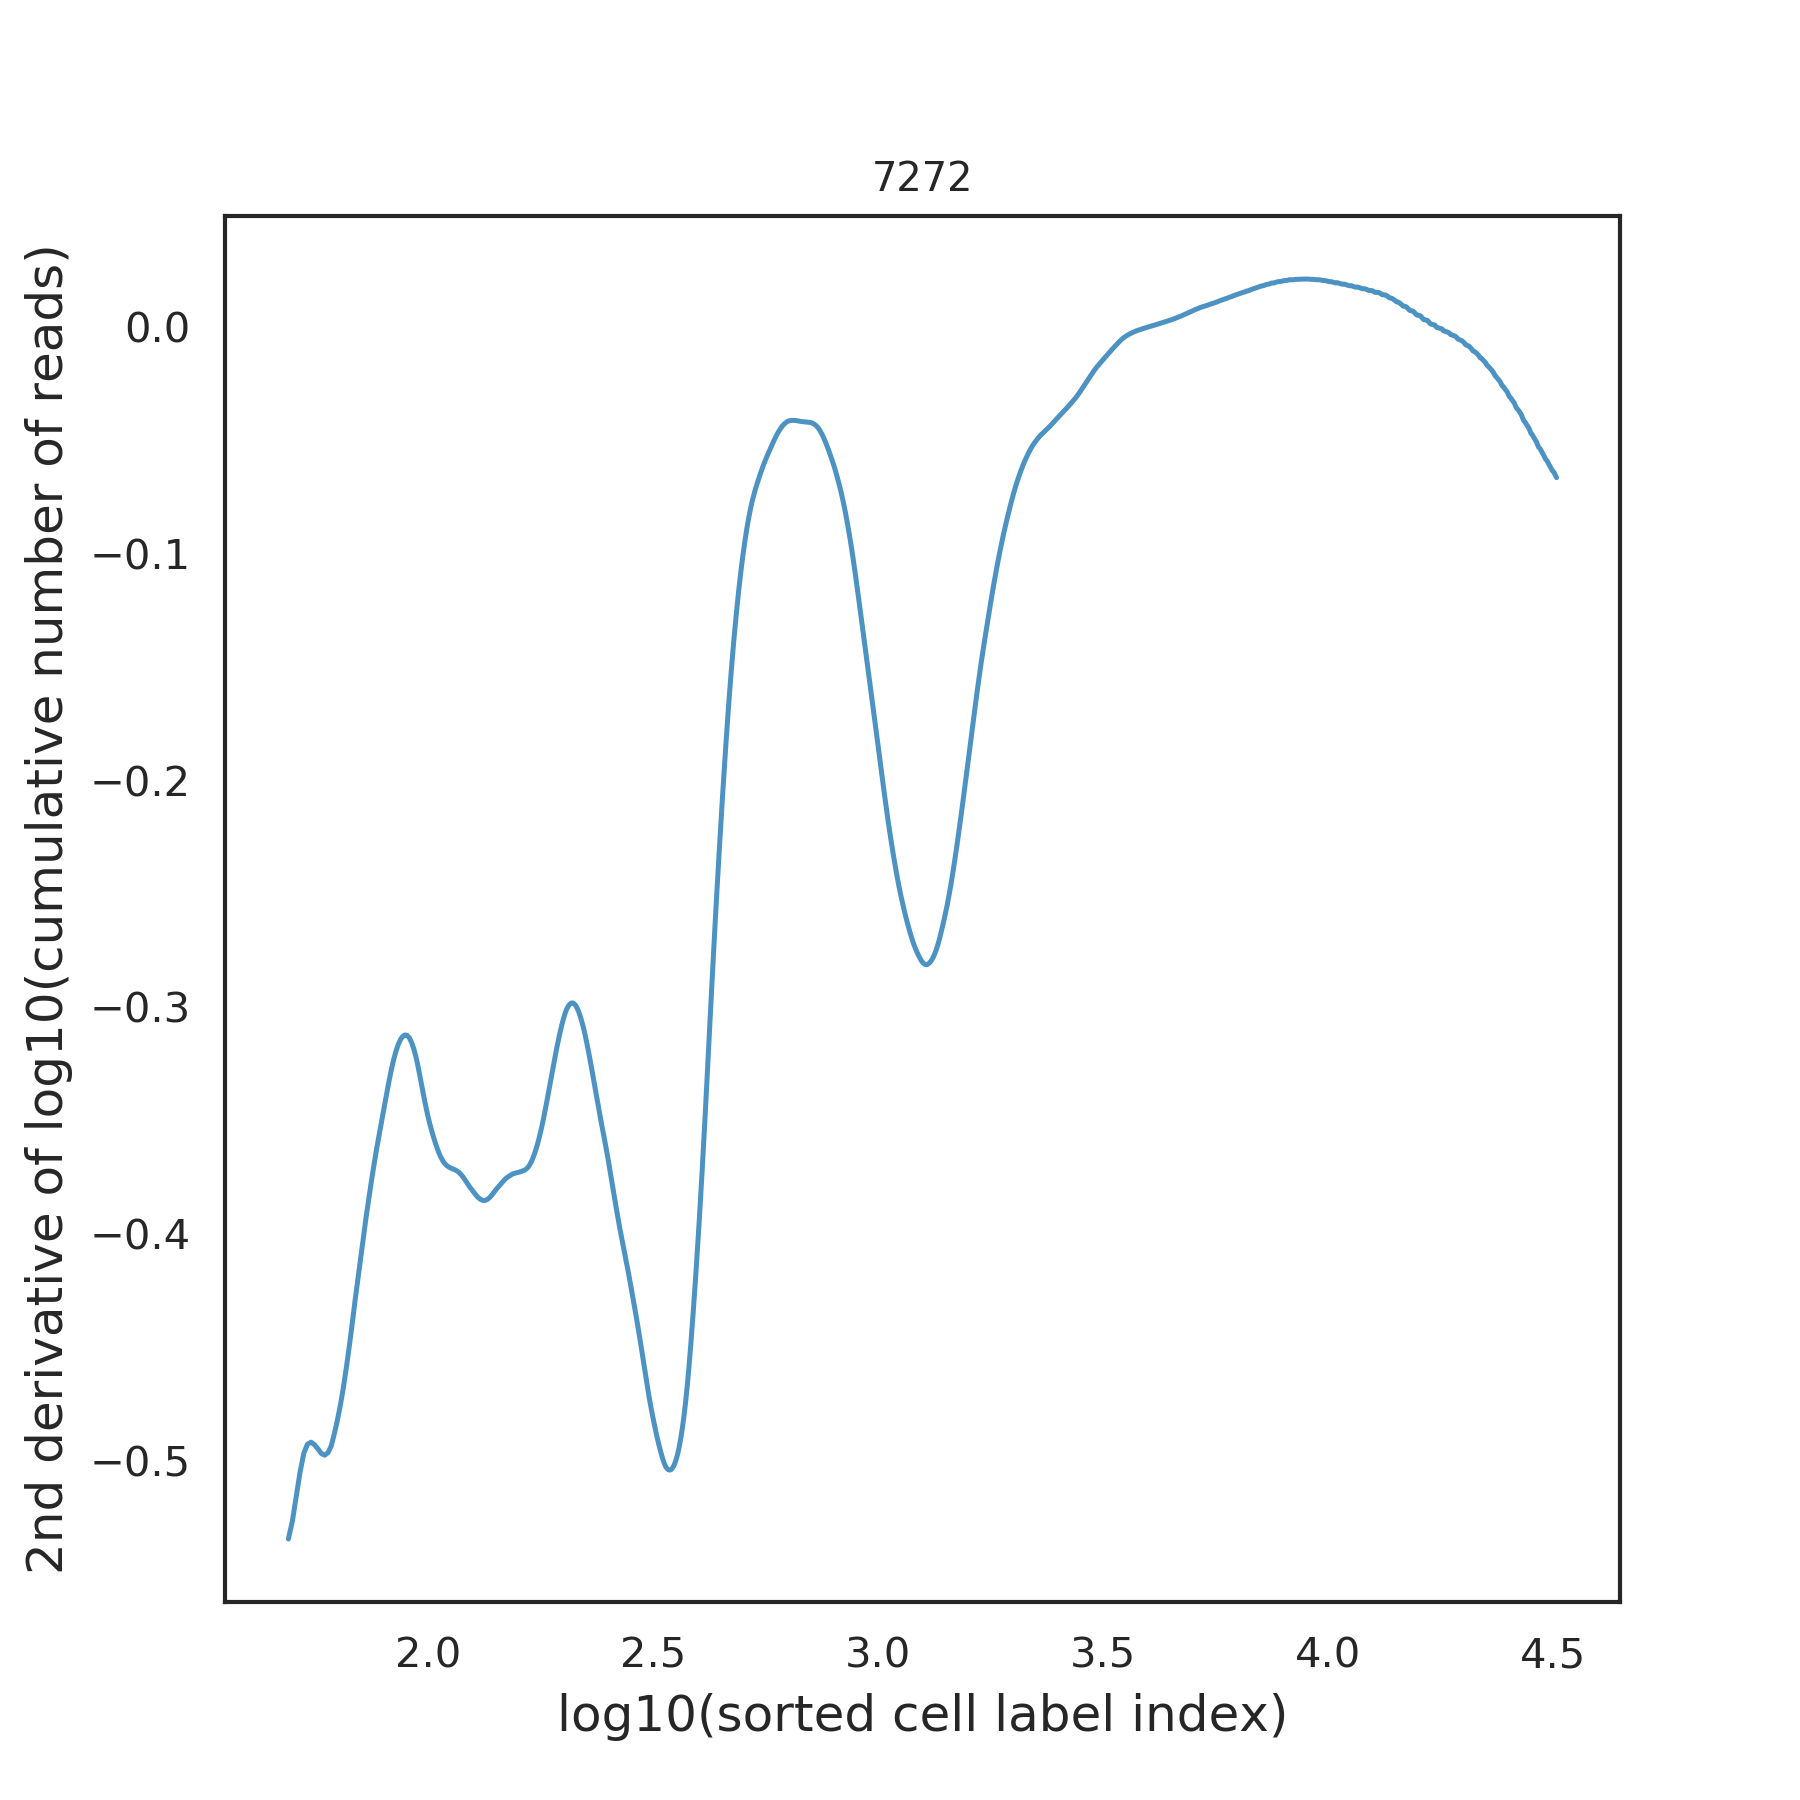 7272
2nd derivative of log10(cumulative number of reads)
0.0
−0.1
−0.2
−0.3
−0.4
−0.5
2.0 2.5 3.0 3.5 4.0 4.5
log10(sorted cell label index)